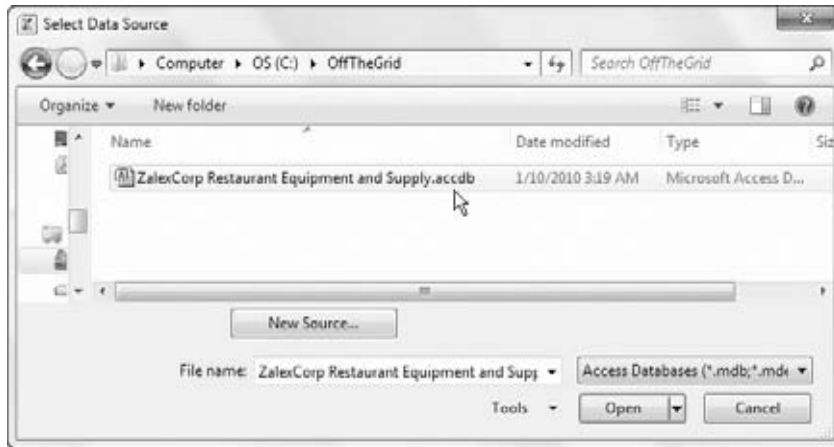 Select Data Source
Computer OS (C:) OffTheGrid Search OffTheGrid
Organize New folder
Name Date modified Type Siz
ZalexCorp Restaurant Equipment and Supply.accdb 1/10/2010 3:19 AM Microsoft Access D...
New Source...
File name: ZalexCorp Restaurant Equipment and Supp Access Databases (*.mdb;*.mde
Tools Open Cancel